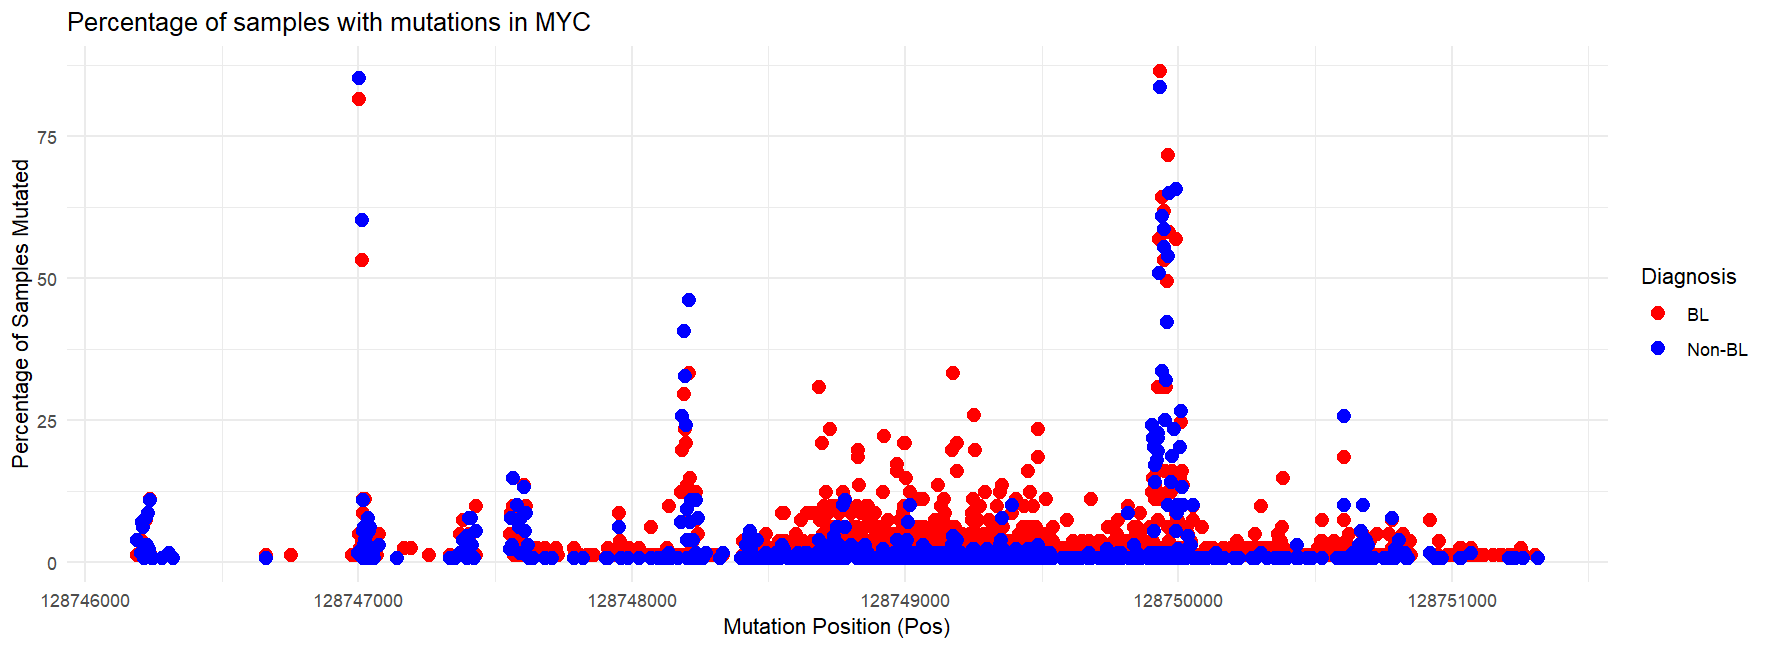 Percentage of samples with mutations in MYC
Percentage of Samples Mutated
75
50
25
0
128746000 128747000 128748000 128749000 128750000 128751000
Mutation Position (Pos)
Diagnosis
BL
Non-BL